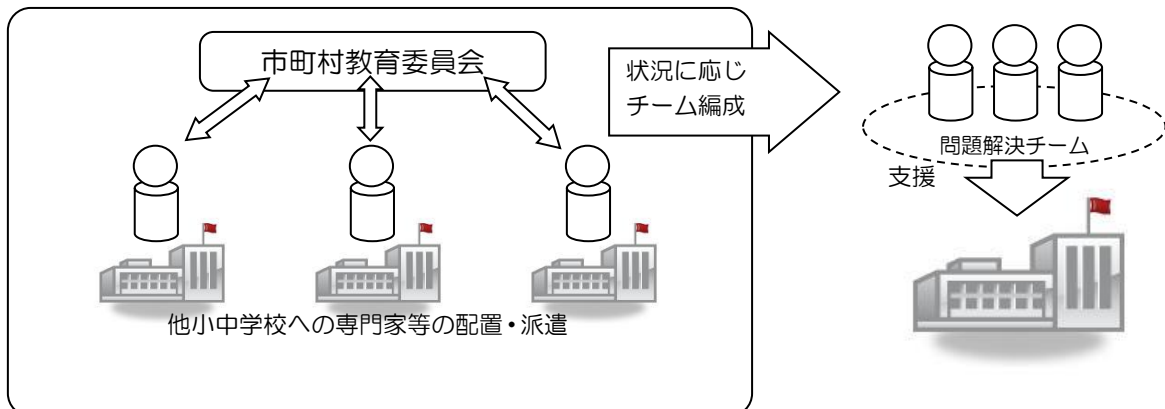 市町村教育委員会
状況に応じ
チーム編成
問題解決チーム
支援
他小中学校への専門家等の配置・派遣